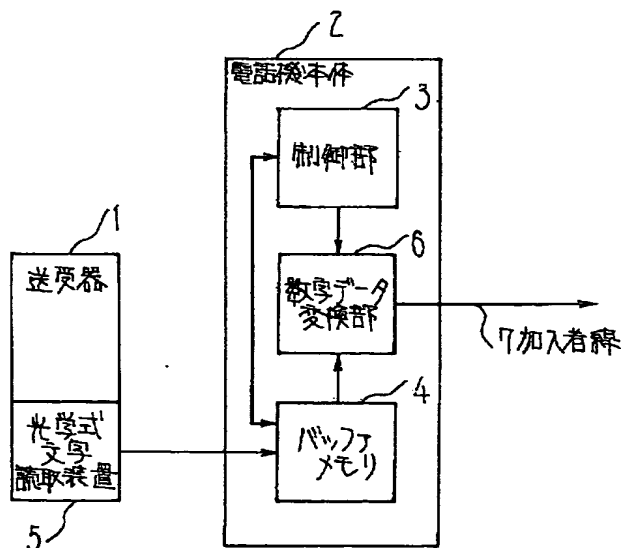 2
電話機本体
3
制御部
1
6
送受器
数字データ
変換部
7加入者線
4
光学式
文字
読取装置
バッファ
メモリ
5